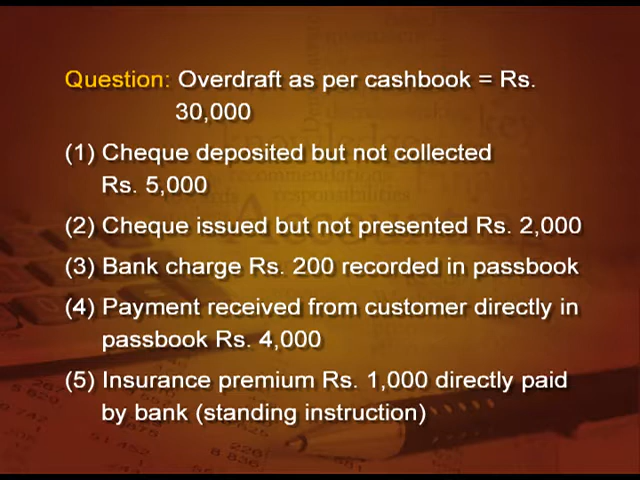 Question: Overdraft as per cashbook = Rs.
30,000
(1) Cheque deposited but not collected
Rs. 5,000
(2) Cheque issued but not presented Rs. 2,000
(3) Bank charge Rs. 200 recorded in passbook
(4) Payment received from customer directly in
passbook Rs. 4,000
(5) Insurance premium Rs. 1,000 directly paid
by bank (standing instruction)